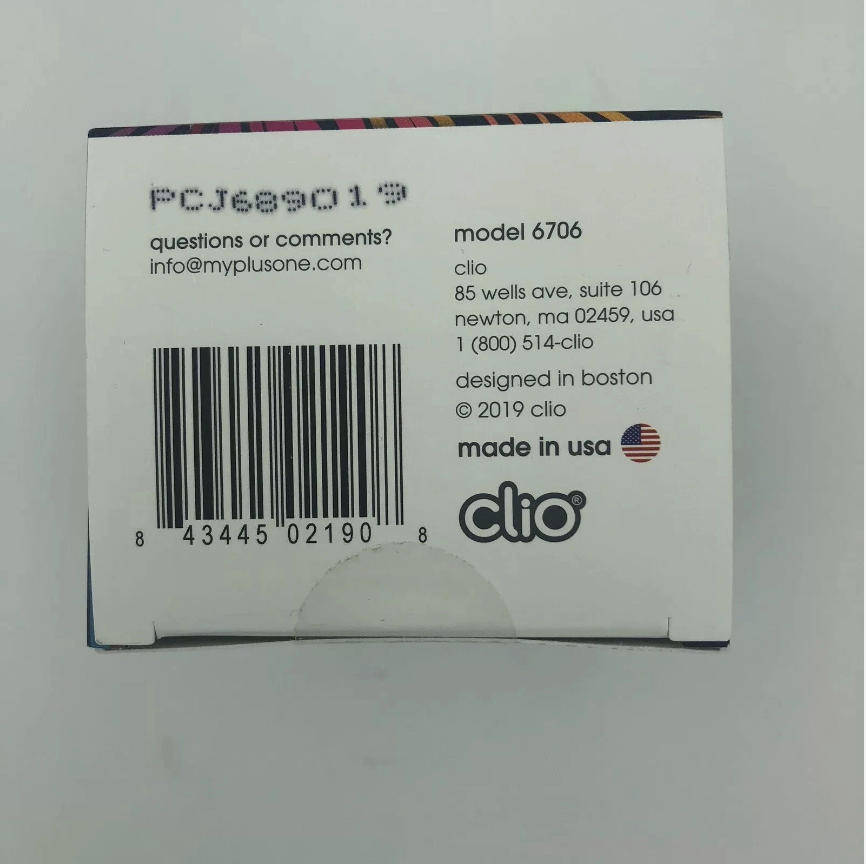 PCJ689019
questions or comments?
info@myplusone.com
model 6706
clio
85 wells ave, suite 106
newton, ma 02459, usa
1 (800) 514-clio
designed in boston
© 2019 clio
made in usa
clio®
8 43445 02190 8